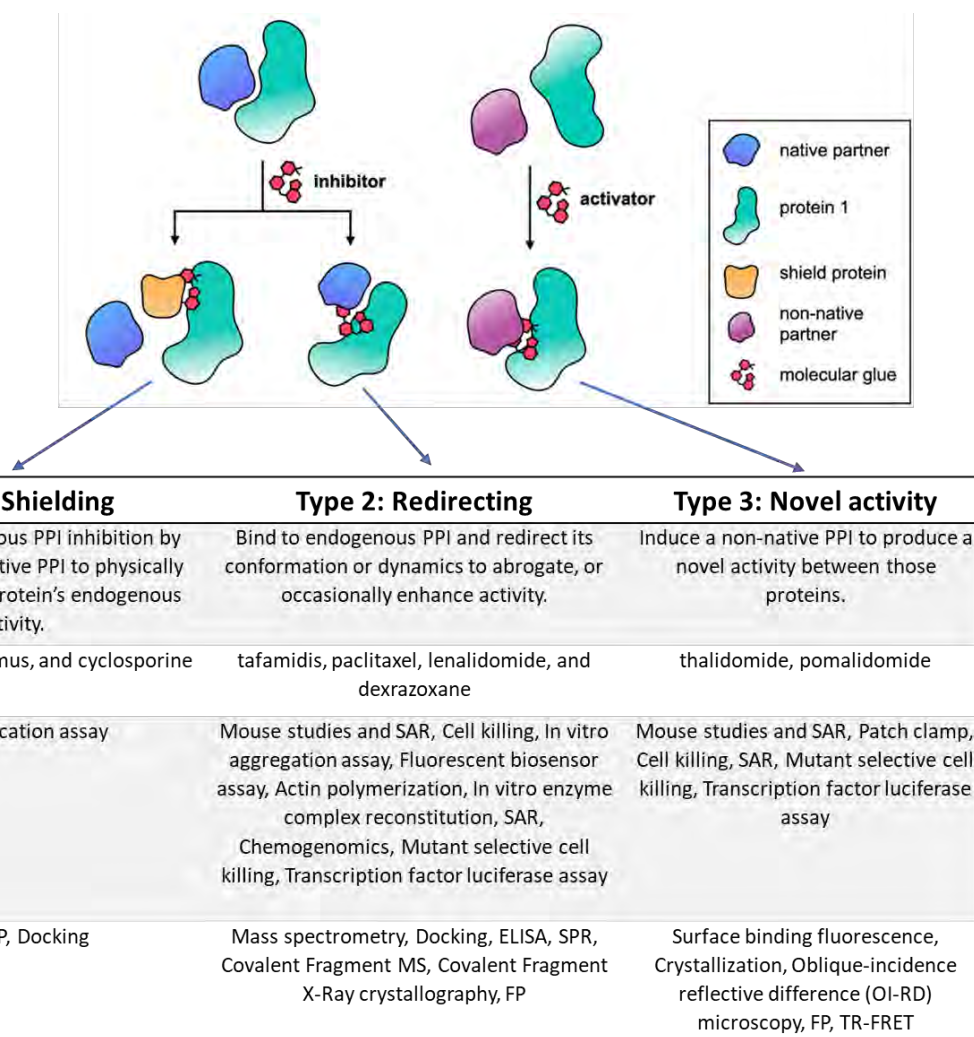 inhibitor
activator
native partner
protein 1
shield protein
non-native
partner
molecular glue
Shielding
Type 2: Redirecting
Type 3: Novel activity
PPI inhibition by
PPI to physically
endogenous
Bind to endogenous PPI and redirect its
conformation or dynamics to abrogate, or
occasionally enhance activity.
Induce a non-native PPI to produce a
novel activity between those
proteins.
and cyclosporine
tafamidis, paclitaxel, lenalidomide, and
dexrazoxane
thalidomide, pomalidomide
assay
Mouse studies and SAR, Cell killing, In vitro
aggregation assay, Fluorescent biosensor
assay, Actin polymerization, In vitro enzyme
complex reconstitution, SAR,
Chemogenomics, Mutant selective cell
killing, Transcription factor luciferase assay
Mouse studies and SAR, Patch clamp,
Cell killing, SAR, Mutant selective cell
killing, Transcription factor luciferase
assay
Docking
Mass spectrometry, Docking, ELISA, SPR,
Covalent Fragment MS, Covalent Fragment
X-Ray crystallography, FP
Surface binding fluorescence,
Crystallization, Oblique-incidence
reflective difference (OI-RD)
microscopy, FP, TR-FRET